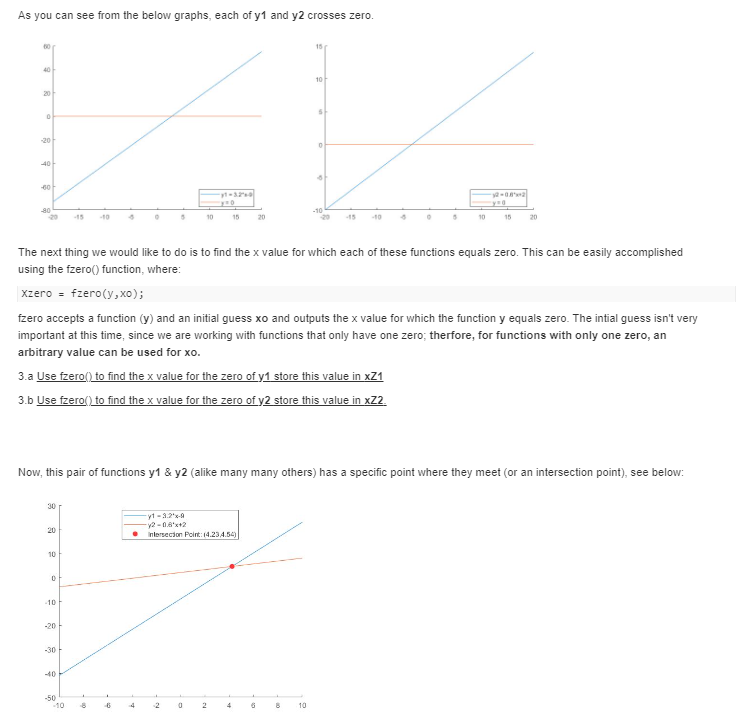 As you can see from the below graphs, each of y1 and y2 crosses zero.
60
40
20
0
-20
-40
-60
-80
-20 -15 -10 -5 0 5 10 15 20
y1 = 3.2*x-9
y = 0
15
10
5
0
-5
-10
-20 -15 -10 -5 0 5 10 15 20
y2 = 0.6*x+2
y = 0
The next thing we would like to do is to find the x value for which each of these functions equals zero. This can be easily accomplished
using the fzero() function, where:
Xzero = fzero(y,xo);
fzero accepts a function (y) and an initial guess xo and outputs the x value for which the function y equals zero. The intial guess isn't very
important at this time, since we are working with functions that only have one zero; therfore, for functions with only one zero, an
arbitrary value can be used for xo.
3.a Use fzero() to find the x value for the zero of y1 store this value in xZ1
3.b Use fzero() to find the x value for the zero of y2 store this value in xZ2.
Now, this pair of functions y1 & y2 (alike many many others) has a specific point where they meet (or an intersection point), see below:
30
20
10
0
-10
-20
-30
-40
-50
-10 -8 -6 -4 -2 0 2 4 6 8 10
y1 = 3.2*x-9
y2 = 0.6*x+2
Intersection Point: (4.23,4.54)